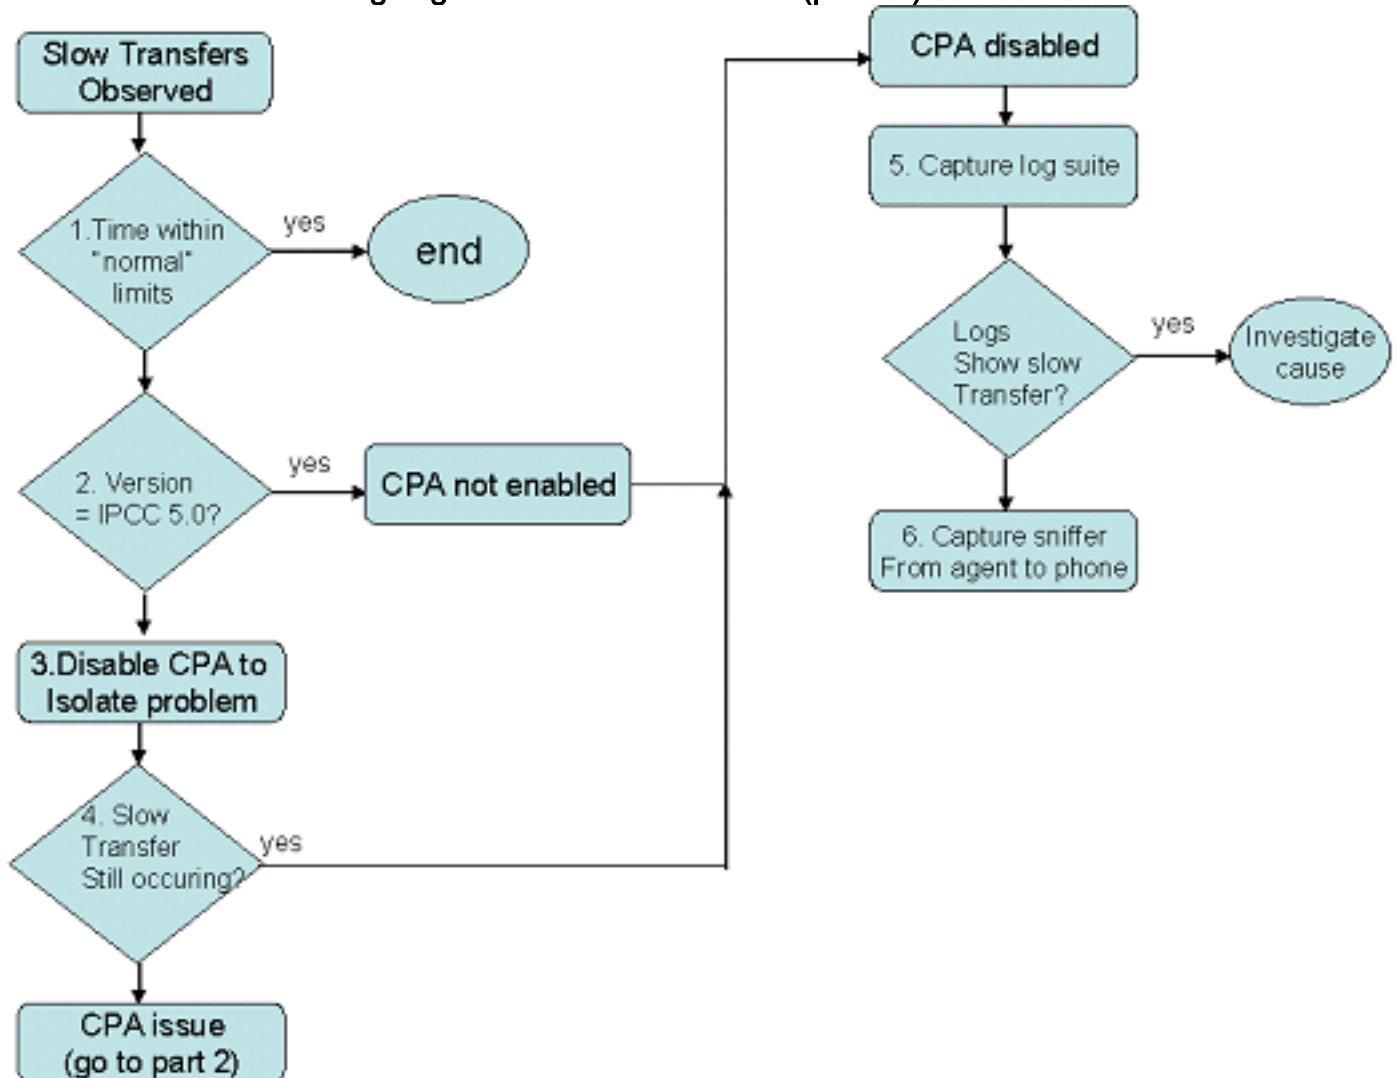 Slow Transfers
Observed
1.Time within
"normal"
limits
yes
end
2. Version
= IPCC 5.0?
yes
CPA not enabled
3.Disable CPA to
Isolate problem
4. Slow
Transfer
Still occuring?
yes
CPA issue
(go to part 2)
CPA disabled
5. Capture log suite
Logs
Show slow
Transfer?
yes
Investigate
cause
6. Capture sniffer
From agent to phone